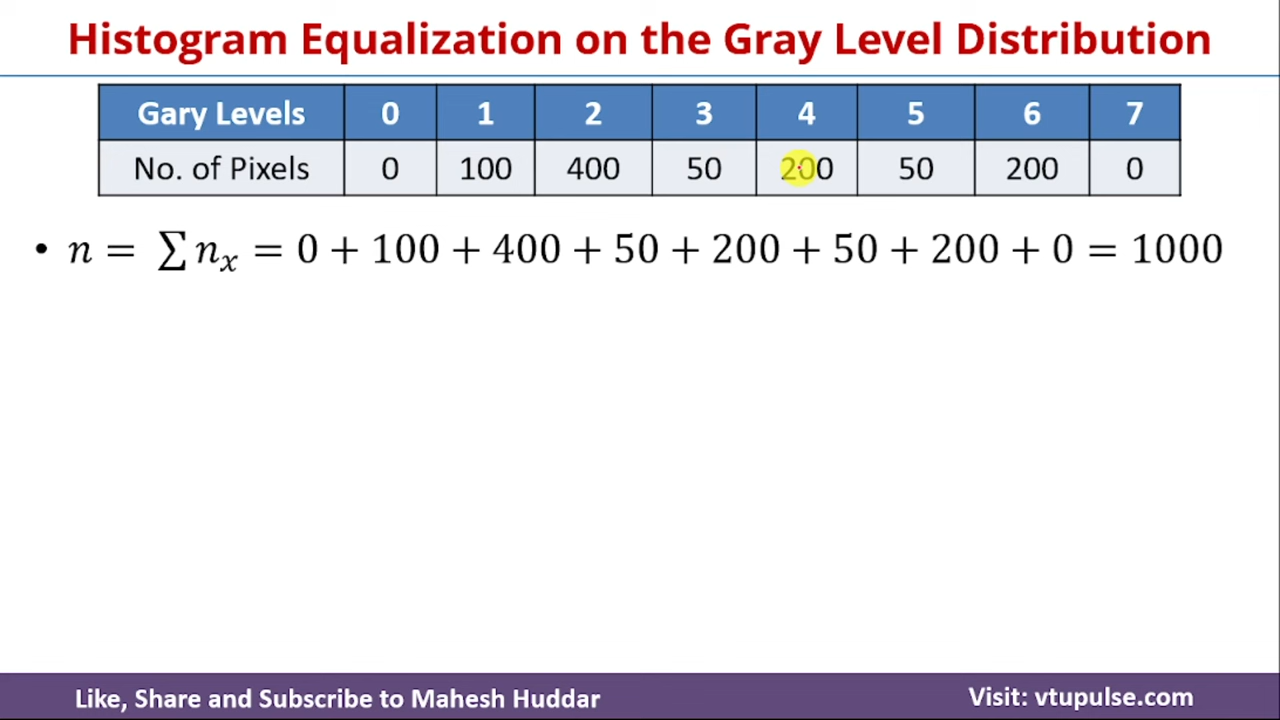 Histogram Equalization on the Gray Level Distribution
Gary Levels 0 1 2 3 4 5 6 7
No. of Pixels 0 100 400 50 200 50 200 0
• n = ∑ nₓ = 0 + 100 + 400 + 50 + 200 + 50 + 200 + 0 = 1000
Like, Share and Subscribe to Mahesh Huddar
Visit: vtupulse.com